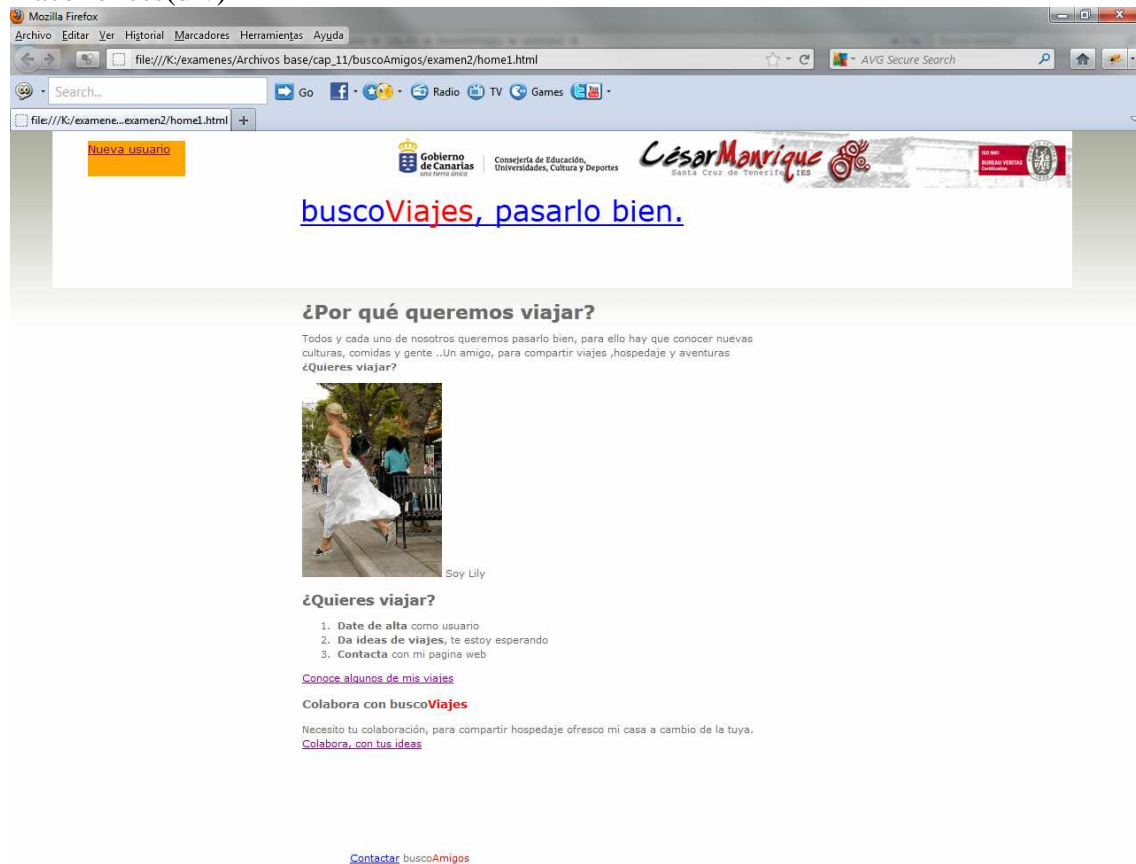 Mozilla Firefox
Archivo Editar Ver Historial Marcadores Herramientas Ayuda
file:///K:/examenes/Archivos base/cap_11/buscoAmigos/examen2/home1.html
AVG Secure Search
Search...
Go
Radio
TV
Games
file:///K:/examene...examen2/home1.html
Nueva usuario
Gobierno
de Canarias
una tierra única
Consejería de Educación,
Universidades, Cultura y Deportes
César Manrique
Santa Cruz de Tenerife IES
ISO 9001
BUREAU VERITAS
Certification
buscoViajes, pasarlo bien.
¿Por qué queremos viajar?
Todos y cada uno de nosotros queremos pasarlo bien, para ello hay que conocer nuevas
culturas, comidas y gente ..Un amigo, para compartir viajes ,hospedaje y aventuras
¿Quieres viajar?
Soy Lily
¿Quieres viajar?
1. Date de alta como usuario
2. Da ideas de viajes, te estoy esperando
3. Contacta con mi pagina web
Conoce algunos de mis viajes
Colabora con buscoViajes
Necesito tu colaboración, para compartir hospedaje ofresco mi casa a cambio de la tuya.
Colabora, con tus ideas
Contactar buscoAmigos